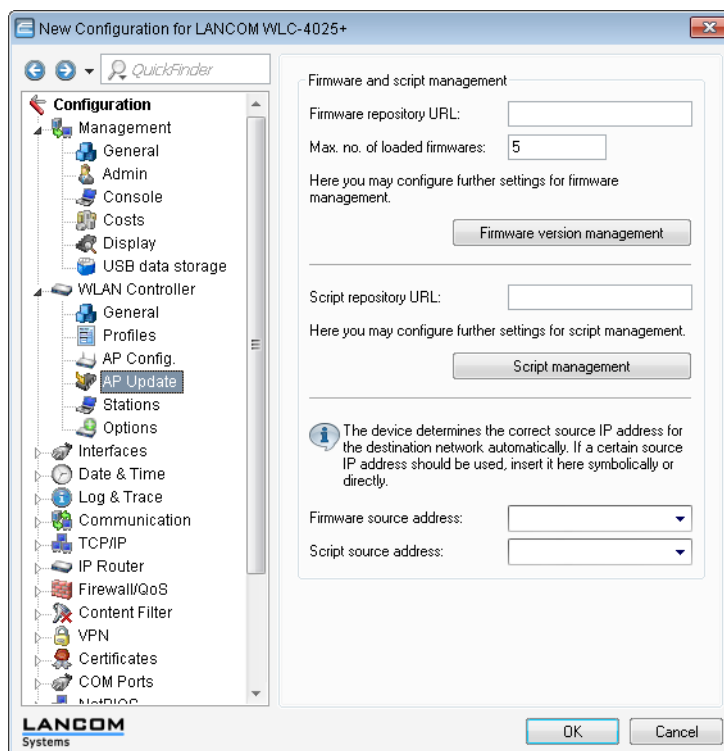 New Configuration for LANCOM WLC-4025+
QuickFinder
Configuration
Management
General
Admin
Console
Costs
Display
USB data storage
WLAN Controller
General
Profiles
AP Config.
AP Update
Stations
Options
Interfaces
Date & Time
Log & Trace
Communication
TCP/IP
IP Router
Firewall/QoS
Content Filter
VPN
Certificates
COM Ports
NetBIOS
LANCOM
Systems
Firmware and script management
Firmware repository URL:
Max. no. of loaded firmwares: 5
Here you may configure further settings for firmware
management.
Firmware version management
Script repository URL:
Here you may configure further settings for script management.
Script management
The device determines the correct source IP address for
the destination network automatically. If a certain source
IP address should be used, insert it here symbolically or
directly.
Firmware source address:
Script source address:
OK
Cancel